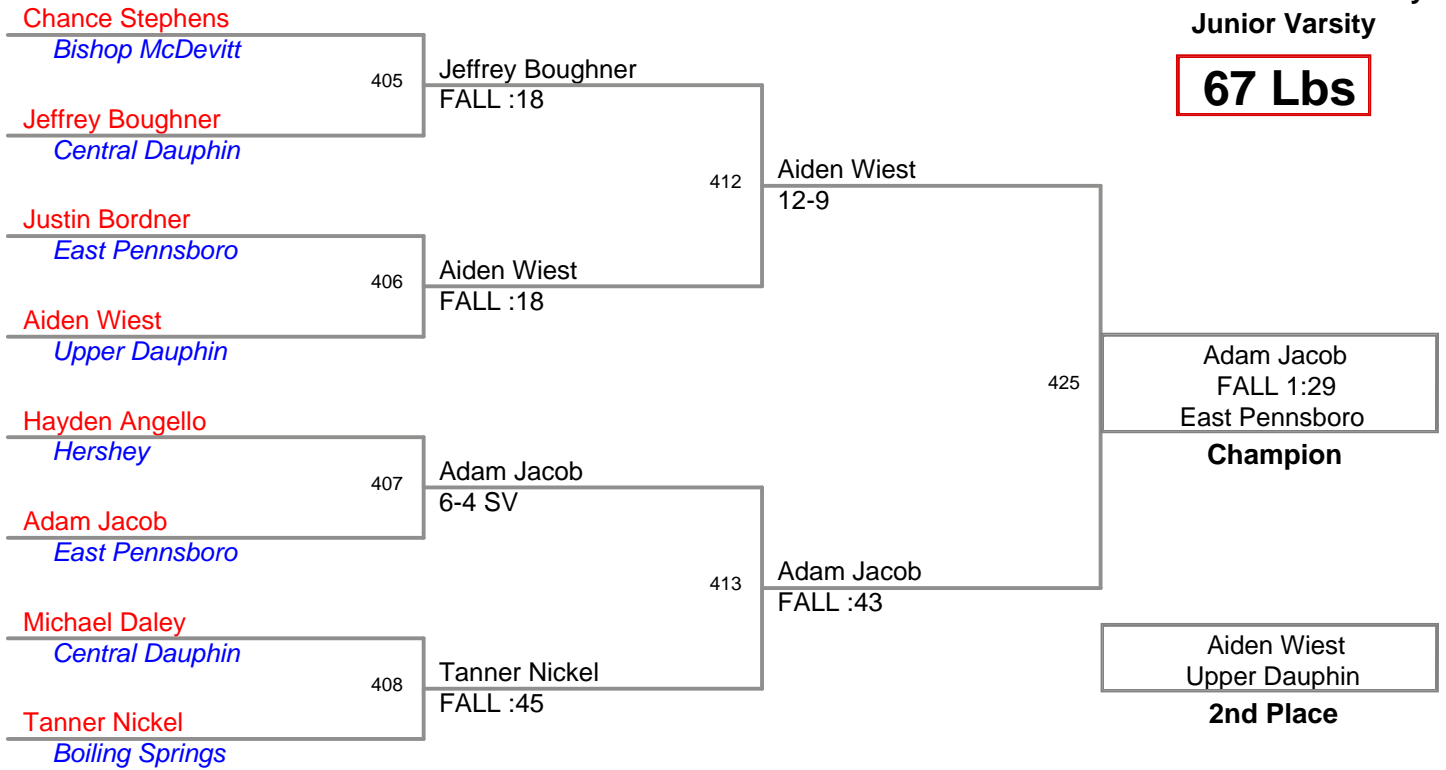 Junior Varsity
67 Lbs
Chance Stephens
Bishop McDevitt
405
Jeffrey Boughner
FALL :18
Jeffrey Boughner
Central Dauphin
412
Aiden Wiest
12-9
Justin Bordner
East Pennsboro
406
Aiden Wiest
FALL :18
Aiden Wiest
Upper Dauphin
425
Adam Jacob
FALL 1:29
East Pennsboro
Champion
Hayden Angello
Hershey
407
Adam Jacob
6-4 SV
Adam Jacob
East Pennsboro
413
Adam Jacob
FALL :43
Michael Daley
Central Dauphin
408
Tanner Nickel
FALL :45
Tanner Nickel
Boiling Springs
Aiden Wiest
Upper Dauphin
2nd Place